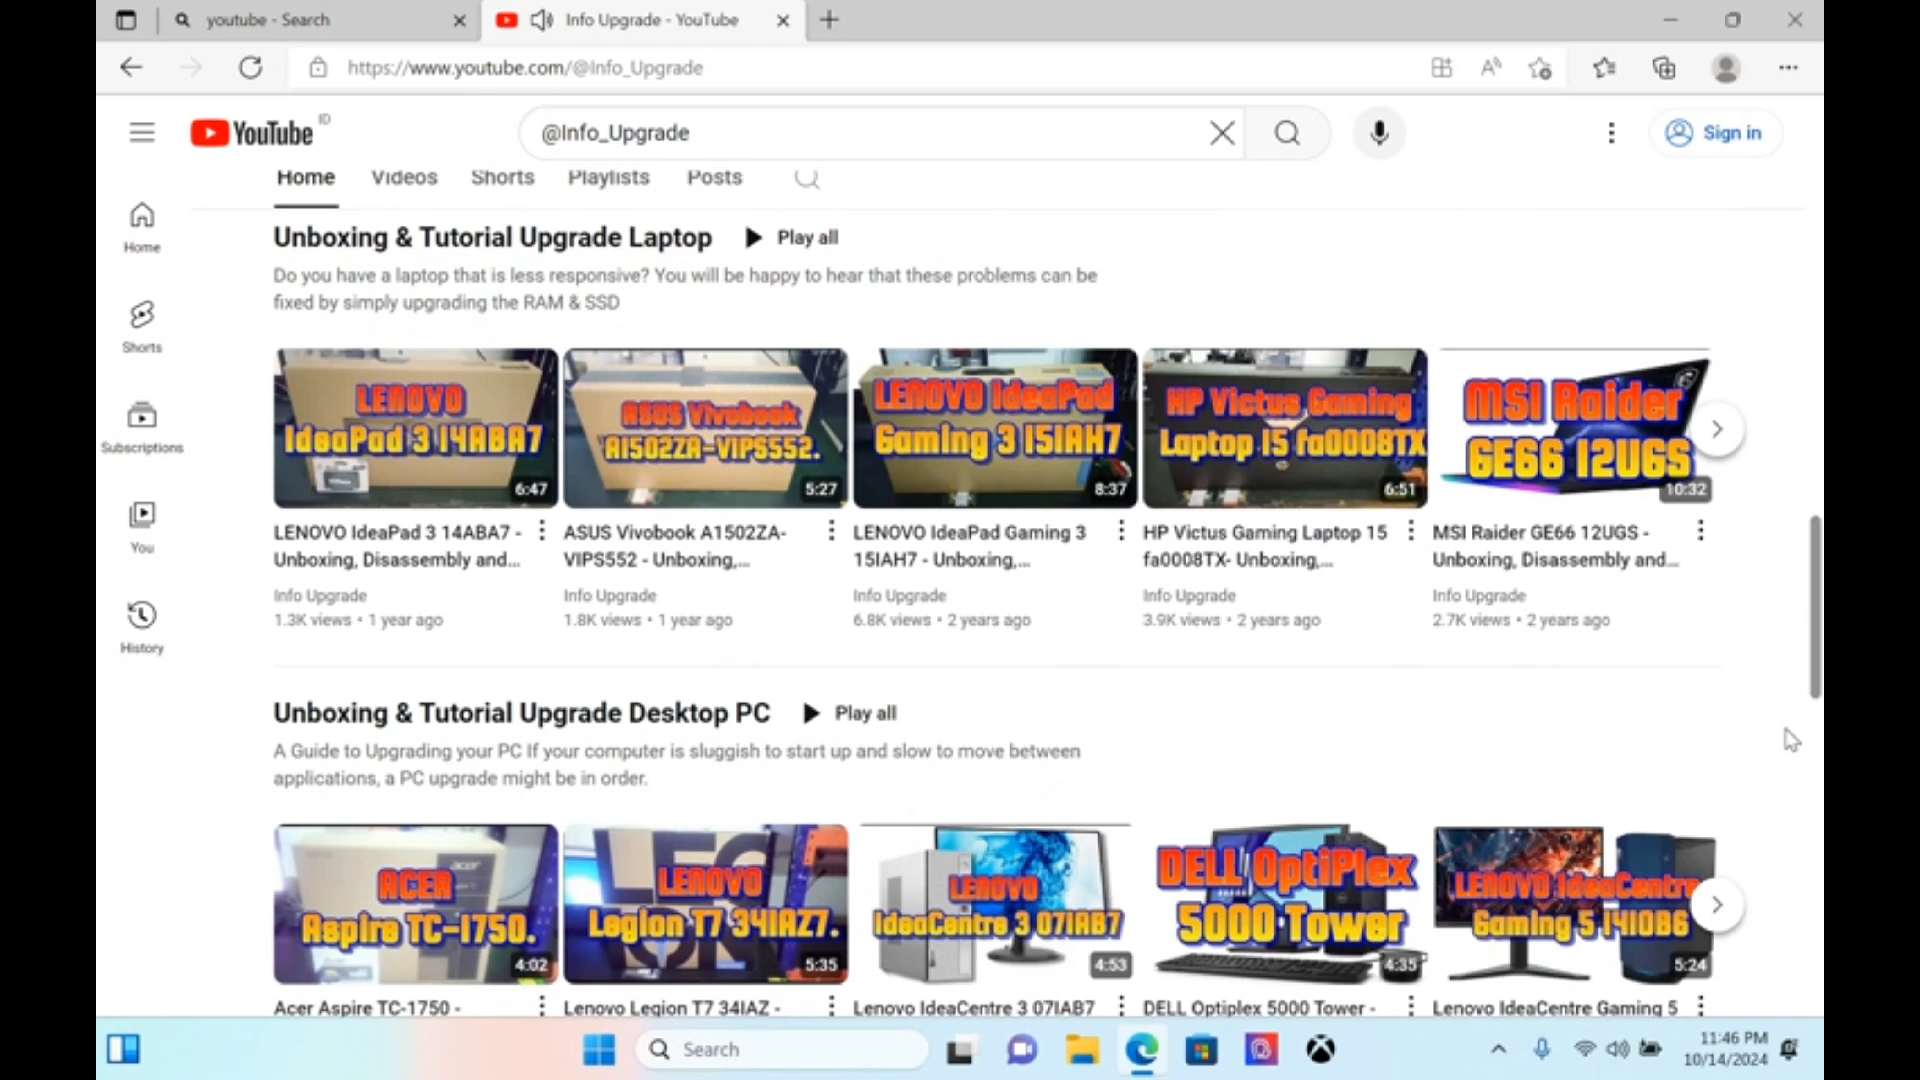 youtube - Search
Info Upgrade - YouTube
https://www.youtube.com/@Info_Upgrade
YouTube ID
@Info_Upgrade
Sign in
Home Videos Shorts Playlists Posts
Home
Shorts
Subscriptions
You
History
Unboxing & Tutorial Upgrade Laptop Play all
Do you have a laptop that is less responsive? You will be happy to hear that these problems can be
fixed by simply upgrading the RAM & SSD
LENOVO
IdeaPad 3 14ABA7
6:47
ASUS Vivobook
A1502ZA-VIPS552.
5:27
LENOVO IdeaPad
Gaming 3 15IAH7
8:37
HP Victus Gaming
Laptop 15 fa0008TX
6:51
MSI Raider
GE66 12UGS
10:32
LENOVO IdeaPad 3 14ABA7 -
Unboxing, Disassembly and...
Info Upgrade
1.3K views • 1 year ago
ASUS Vivobook A1502ZA-
VIPS552 - Unboxing,...
Info Upgrade
1.8K views • 1 year ago
LENOVO IdeaPad Gaming 3
15IAH7 - Unboxing,...
Info Upgrade
6.8K views • 2 years ago
HP Victus Gaming Laptop 15
fa0008TX- Unboxing,...
Info Upgrade
3.9K views • 2 years ago
MSI Raider GE66 12UGS -
Unboxing, Disassembly and...
Info Upgrade
2.7K views • 2 years ago
Unboxing & Tutorial Upgrade Desktop PC Play all
A Guide to Upgrading your PC If your computer is sluggish to start up and slow to move between
applications, a PC upgrade might be in order.
acer
ACER
Aspire TC-1750.
4:02
LEGION
LENOVO
Legion T7 34IAZ7.
5:35
LENOVO
IdeaCentre 3 07IAB7
4:53
DELL OptiPlex
5000 Tower
4:35
LENOVO IdeaCentre
Gaming 5 14IOB6
5:24
Acer Aspire TC-1750 -
Lenovo Legion T7 34IAZ -
Lenovo IdeaCentre 3 07IAB7
DELL Optiplex 5000 Tower -
Lenovo IdeaCentre Gaming 5
Search
11:46 PM
10/14/2024